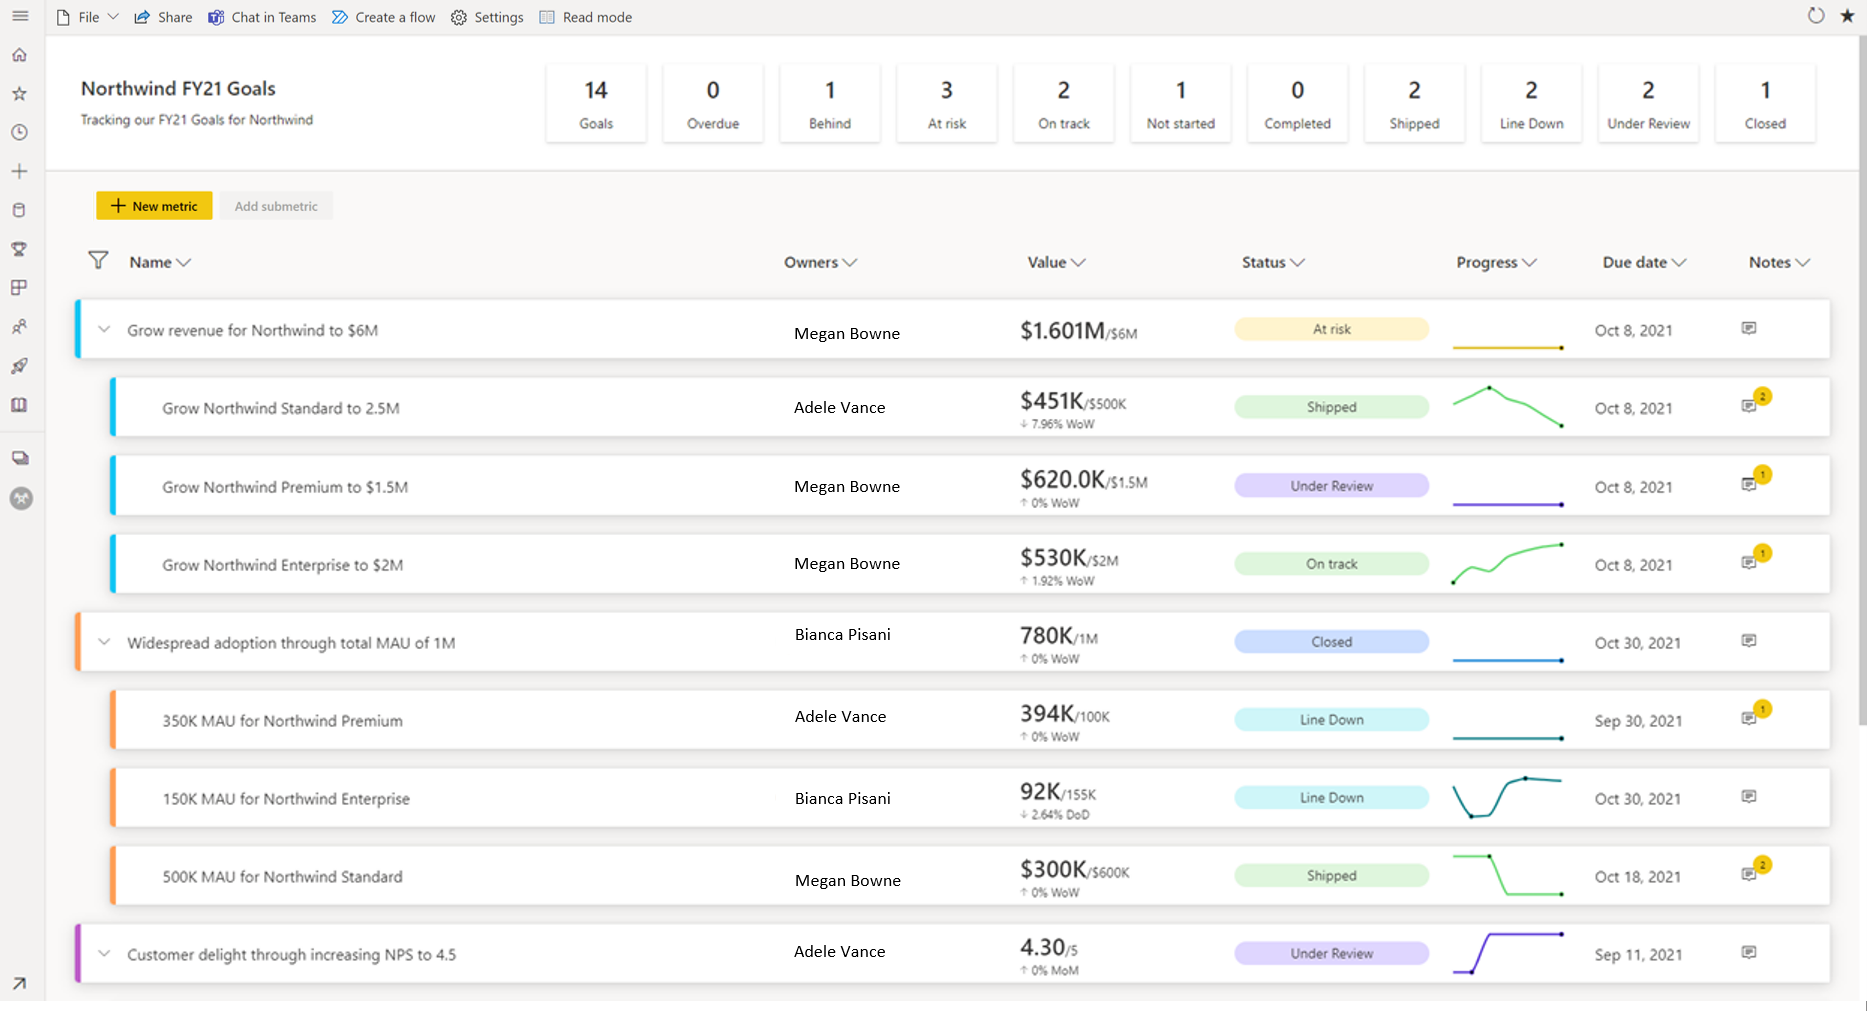 File Share Chat in Teams Create a flow Settings Read mode
Northwind FY21 Goals
Tracking our FY21 Goals for Northwind
14 0 1 3 2 1 0 2 2 2 1
Goals Overdue Behind At risk On track Not started Completed Shipped Line Down Under Review Closed
+ New metric Add submetric
Name Owners Value Status Progress Due date Notes
Grow revenue for Northwind to $6M Megan Bowne $1.601M/$6M At risk Oct 8, 2021
Grow Northwind Standard to 2.5M Adele Vance $451K/$500K Shipped Oct 8, 2021 2
↓ 7.96% WoW
Grow Northwind Premium to $1.5M Megan Bowne $620.0K/$1.5M Under Review Oct 8, 2021 1
↑ 0% WoW
Grow Northwind Enterprise to $2M Megan Bowne $530K/$2M On track Oct 8, 2021 1
↑ 1.92% WoW
Widespread adoption through total MAU of 1M Bianca Pisani 780K/1M Closed Oct 30, 2021
↑ 0% WoW
350K MAU for Northwind Premium Adele Vance 394K/100K Line Down Sep 30, 2021 1
↑ 0% WoW
150K MAU for Northwind Enterprise Bianca Pisani 92K/155K Line Down Oct 30, 2021
↓ 2.64% DoD
500K MAU for Northwind Standard Megan Bowne $300K/$600K Shipped Oct 18, 2021 2
↑ 0% WoW
Customer delight through increasing NPS to 4.5 Adele Vance 4.30/5 Under Review Sep 11, 2021
↑ 0% MoM